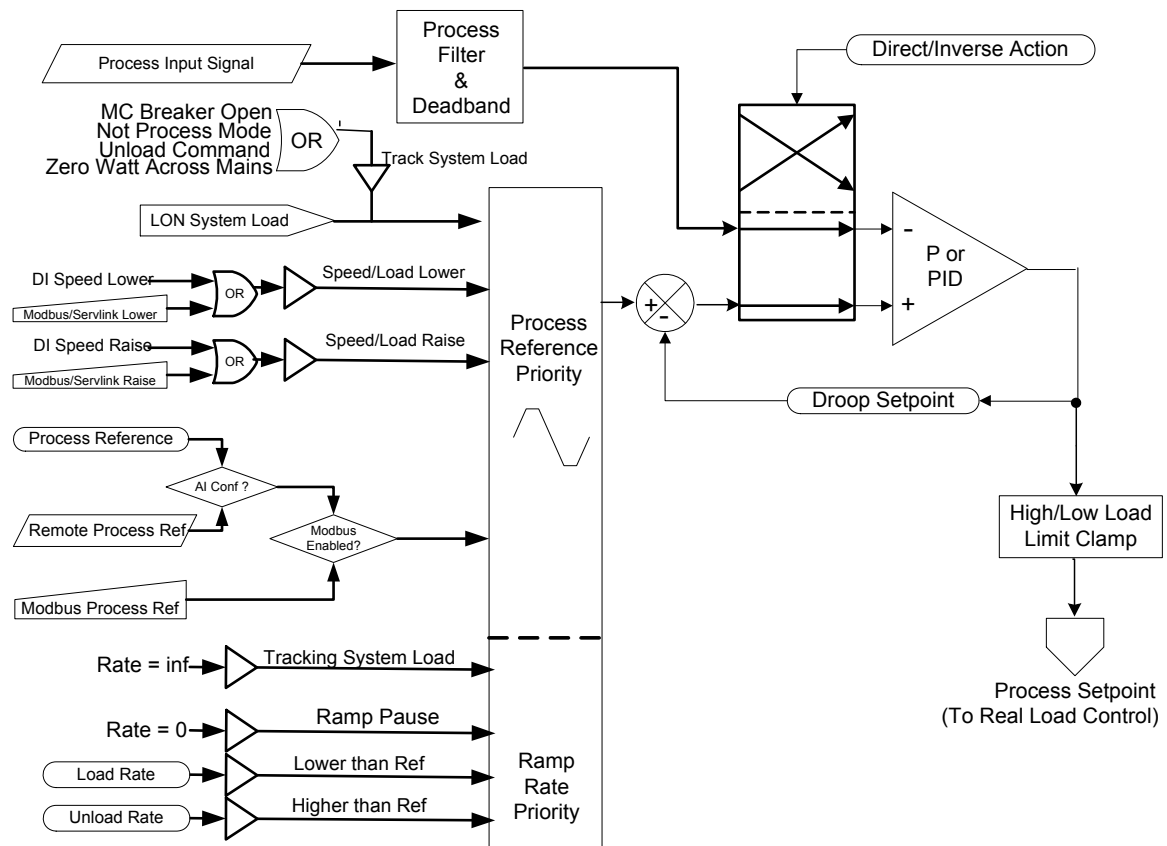 Process
Filter
&
Deadband
Direct/Inverse Action
Process Input Signal
MC Breaker Open
Not Process Mode
Unload Command
Zero Watt Across Mains
OR
Track System Load
LON System Load
DI Speed Lower
Modbus/Servlink Lower
OR
Speed/Load Lower
DI Speed Raise
Modbus/Servlink Raise
OR
Speed/Load Raise
Process
Reference
Priority
+
-
-
+
P or
PID
Droop Setpoint
Process Reference
AI Conf ?
Remote Process Ref
Modbus
Enabled?
Modbus Process Ref
High/Low Load
Limit Clamp
Process Setpoint
(To Real Load Control)
Rate = inf
Tracking System Load
Rate = 0
Ramp Pause
Load Rate
Lower than Ref
Unload Rate
Higher than Ref
Ramp
Rate
Priority